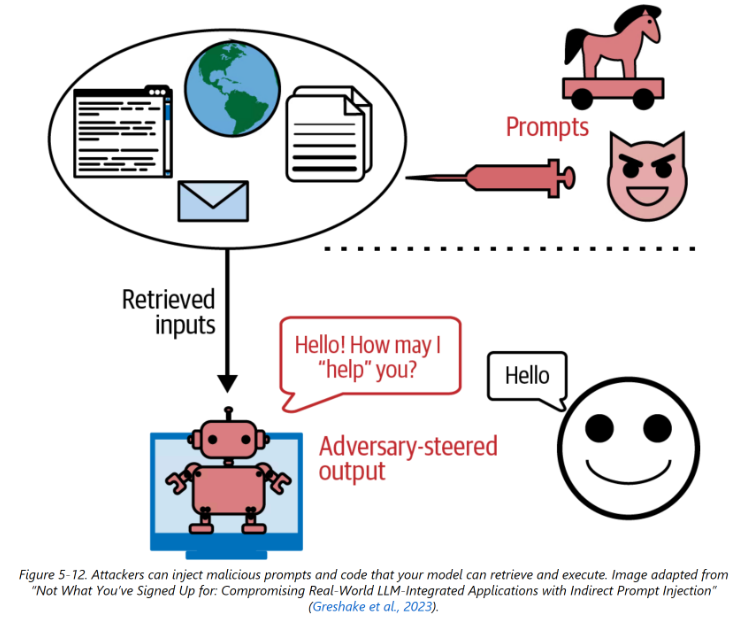 Prompts
Retrieved
inputs
Hello! How may I
“help” you?
Hello
Adversary-steered
output
Figure 5-12. Attackers can inject malicious prompts and code that your model can retrieve and execute. Image adapted from
“Not What You’ve Signed Up for: Compromising Real-World LLM-Integrated Applications with Indirect Prompt Injection”
(Greshake et al., 2023).